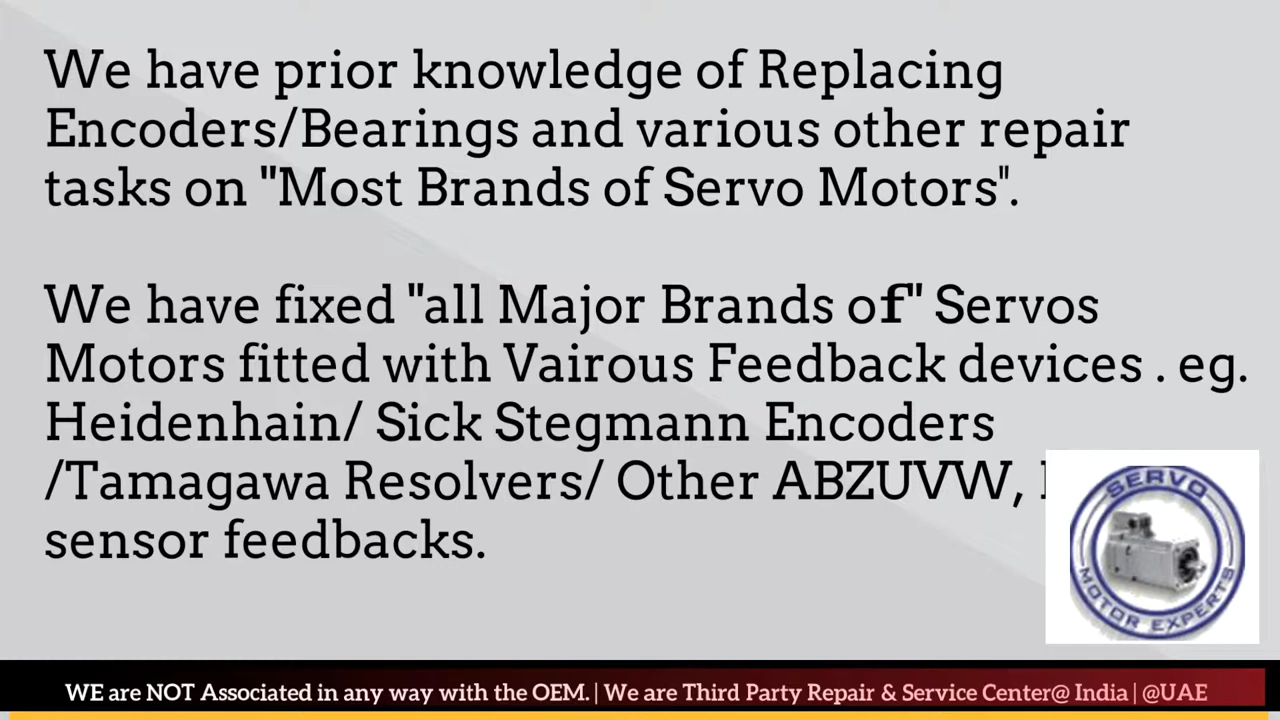 We have prior knowledge of Replacing
Encoders/Bearings and various other repair
tasks on "Most Brands of Servo Motors".
We have fixed "all Major Brands of" Servos
Motors fitted with Vairous Feedback devices . eg.
Heidenhain/ Sick Stegmann Encoders
/Tamagawa Resolvers/ Other ABZUVW,
sensor feedbacks.
SERVO
MOTOR EXPERTS
WE are NOT Associated in any way with the OEM. | We are Third Party Repair & Service Center@ India | @UAE